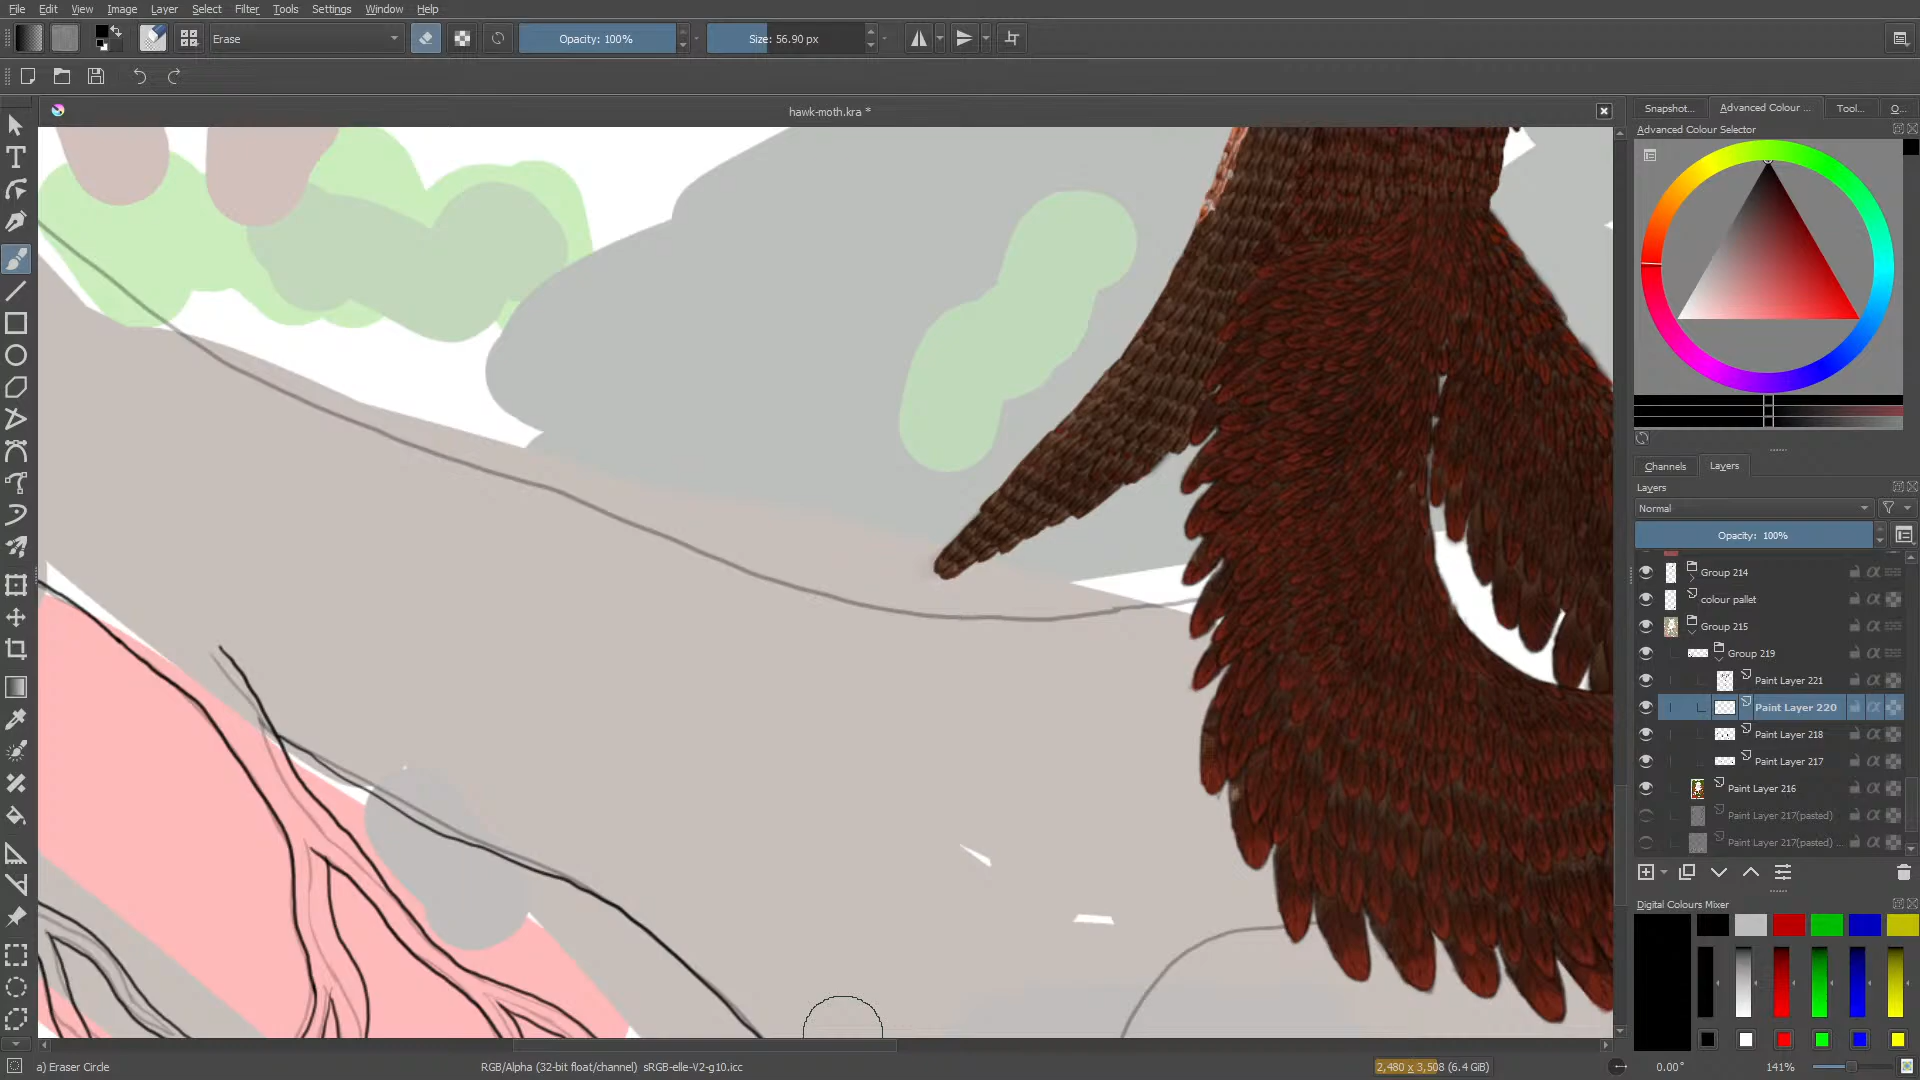 File Edit View Image Layer Select Filter Tools Settings Window Help
Erase
Opacity: 100%
Size: 56.90 px
hawk-moth.kra *
Snapshot...
Advanced Colour ...
Tool...
O...
Advanced Colour Selector
Channels
Layers
Layers
Normal
Opacity: 100%
Group 214
colour pallet
Group 215
Group 219
Paint Layer 221
Paint Layer 220
Paint Layer 218
Paint Layer 217
Paint Layer 216
Paint Layer 217(pasted)
Paint Layer 217(pasted) ...
Digital Colours Mixer
a) Eraser Circle
RGB/Alpha (32-bit float/channel) sRGB-elle-V2-g10.icc
2,480 x 3,508 (6.4 GiB)
0.00°
141%